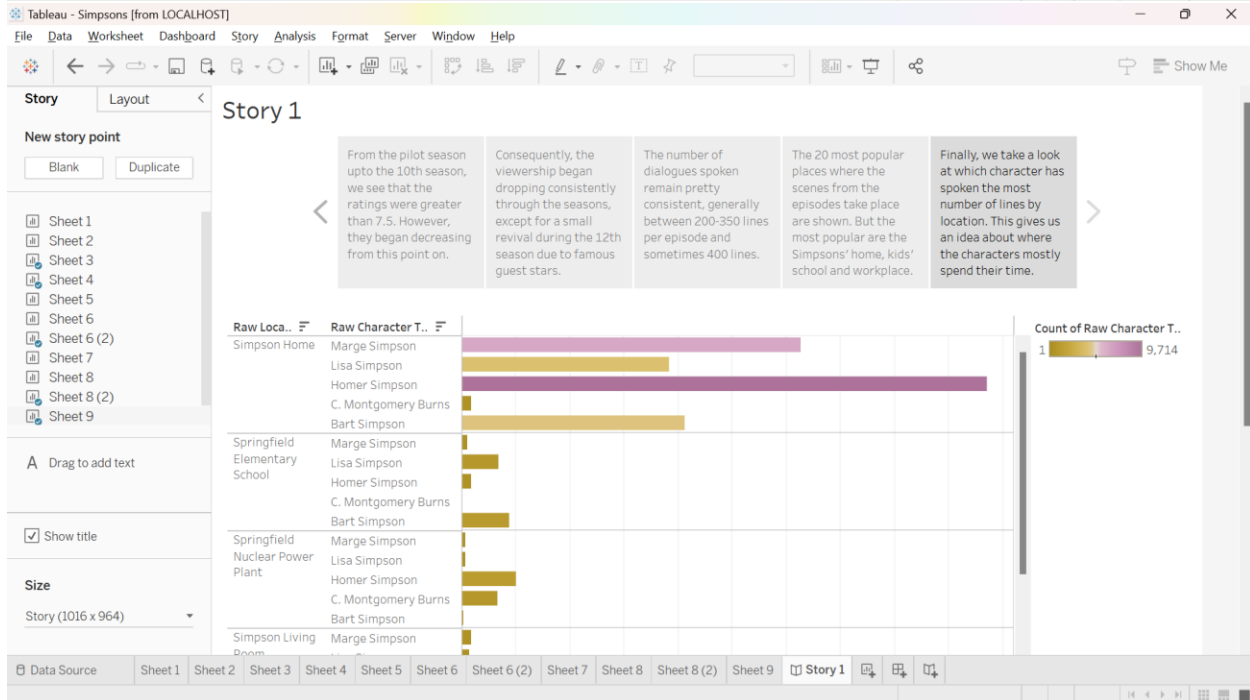 Tableau - Simpsons [from LOCALHOST]
File Data Worksheet Dashboard Story Analysis Format Server Window Help
Show Me
Story Layout
New story point
Blank Duplicate
Sheet 1
Sheet 2
Sheet 3
Sheet 4
Sheet 5
Sheet 6
Sheet 6 (2)
Sheet 7
Sheet 8
Sheet 8 (2)
Sheet 9
A Drag to add text
Show title
Size
Story (1016 x 964)
Story 1
From the pilot season
upto the 10th season,
we see that the
ratings were greater
than 7.5. However,
they began decreasing
from this point on.
Consequently, the
viewership began
dropping consistently
through the seasons,
except for a small
revival during the 12th
season due to famous
guest stars.
The number of
dialogues spoken
remain pretty
consistent, generally
between 200-350 lines
per episode and
sometimes 400 lines.
The 20 most popular
places where the
scenes from the
episodes take place
are shown. But the
most popular are the
Simpsons' home, kids'
school and workplace.
Finally, we take a look
at which character has
spoken the most
number of lines by
location. This gives us
an idea about where
the characters mostly
spend their time.
Raw Loca.. Raw Character T..
Simpson Home Marge Simpson
Lisa Simpson
Homer Simpson
C. Montgomery Burns
Bart Simpson
Springfield Marge Simpson
Elementary Lisa Simpson
School Homer Simpson
C. Montgomery Burns
Bart Simpson
Springfield Marge Simpson
Nuclear Power Lisa Simpson
Plant Homer Simpson
C. Montgomery Burns
Bart Simpson
Simpson Living Marge Simpson
Room
Count of Raw Character T..
1 9,714
Data Source Sheet 1 Sheet 2 Sheet 3 Sheet 4 Sheet 5 Sheet 6 Sheet 6 (2) Sheet 7 Sheet 8 Sheet 8 (2) Sheet 9 Story 1